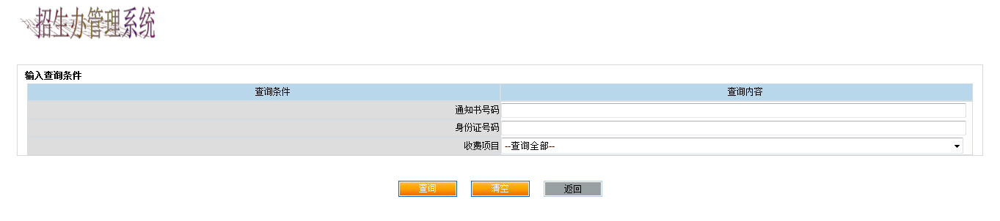 招生办管理系统
输入查询条件
查询条件 查询内容
通知书号码
身份证号码
收费项目 --查询全部--
查询 清空 返回